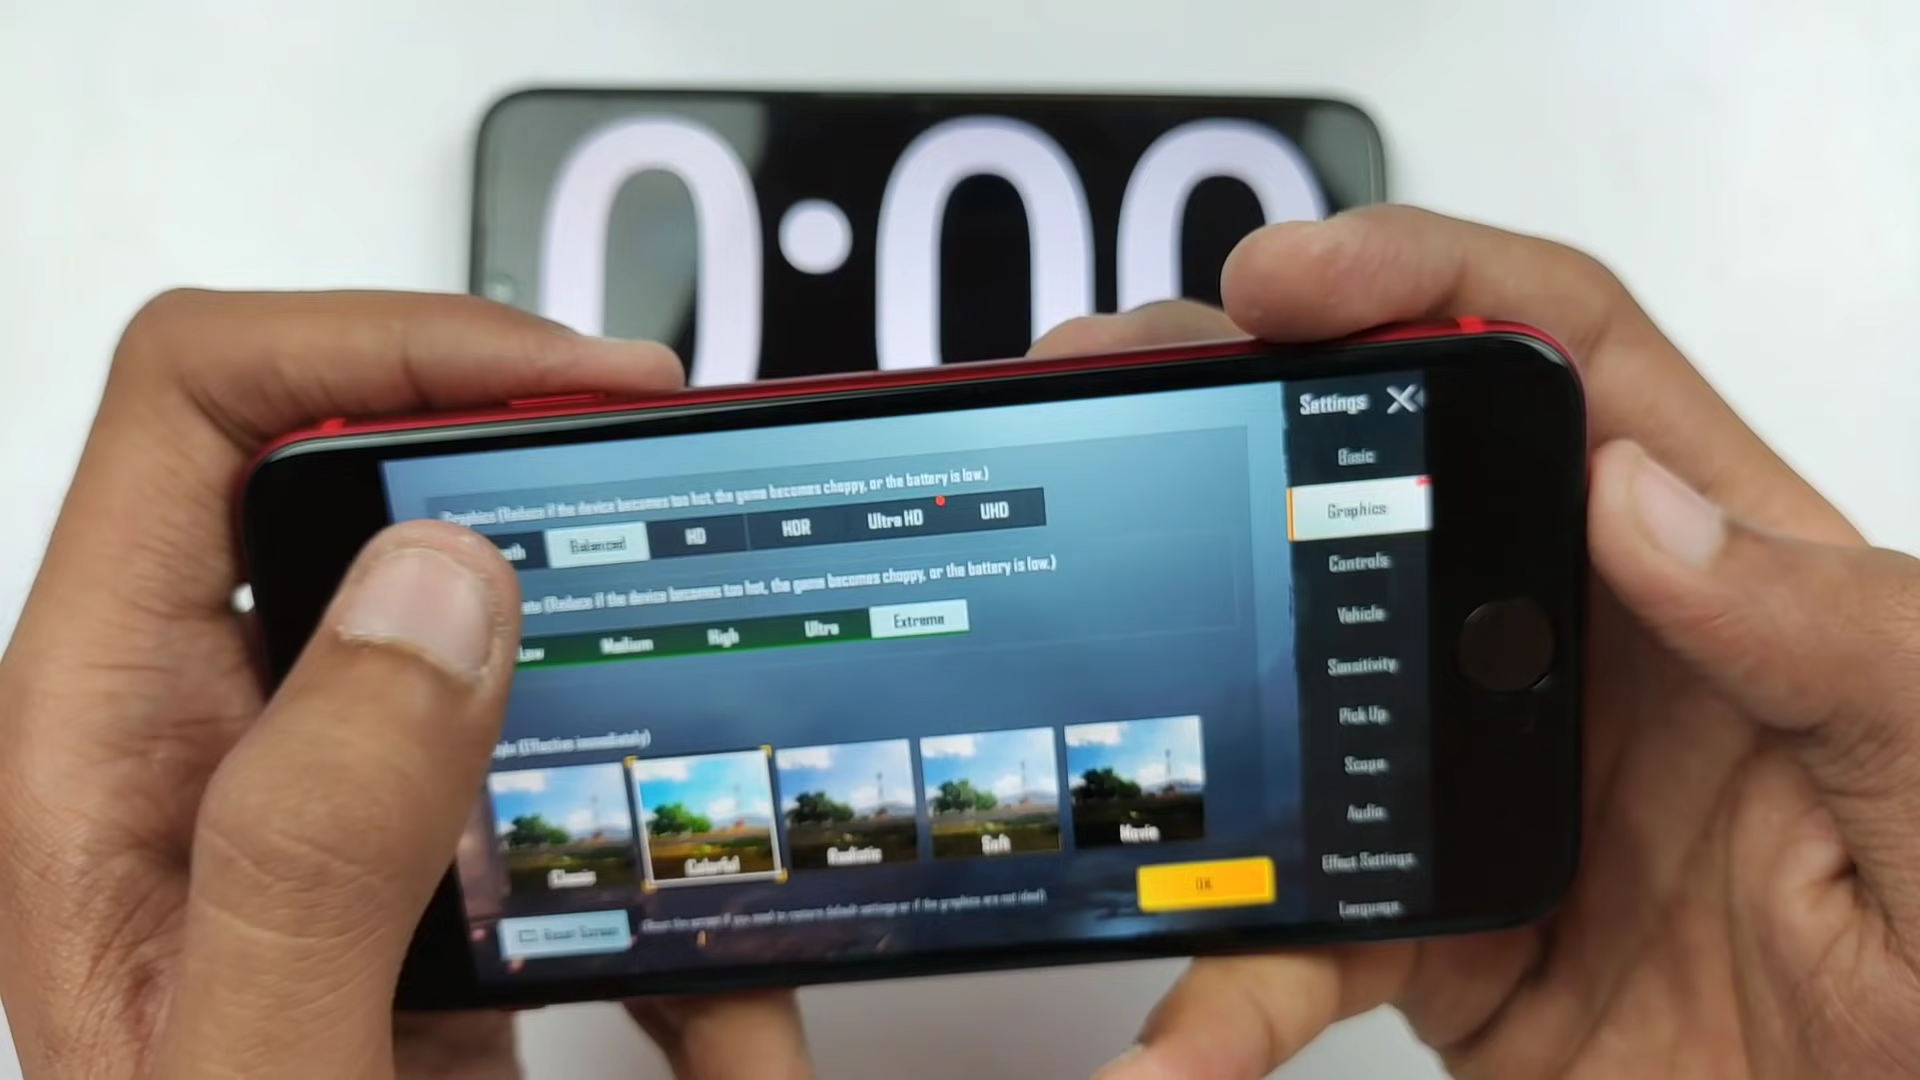 0:00
Settings
Basic
Graphics (Reduce if the device becomes too hot, the game becomes choppy, or the battery is low.)
Balanced HD HDR Ultra HD UHD
Graphics
(Reduce if the device becomes too hot, the game becomes choppy, or the battery is low.)
Controls
Low Medium High Ultra Extreme
Vehicle
Sensitivity
Pick Up
(Effective immediately)
Scope
Classic Colorful Realistic Soft Movie
Audio
Effect Settings
OK
Language
Reset Screen